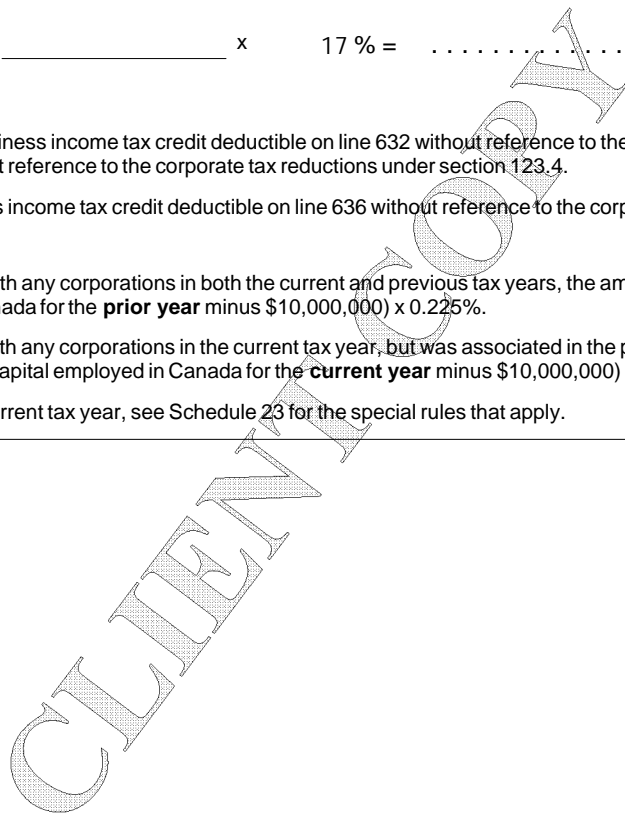 x 17 % = . . . . . . . . . . . . .
iness income tax credit deductible on line 632 without reference to the
t reference to the corporate tax reductions under section 123.4.
s income tax credit deductible on line 636 without reference to the corp
th any corporations in both the current and previous tax years, the am
nada for the prior year minus $10,000,000) x 0.225%.
th any corporations in the current tax year, but was associated in the p
apital employed in Canada for the current year minus $10,000,000)
rrent tax year, see Schedule 23 for the special rules that apply.
CLIENT COPY